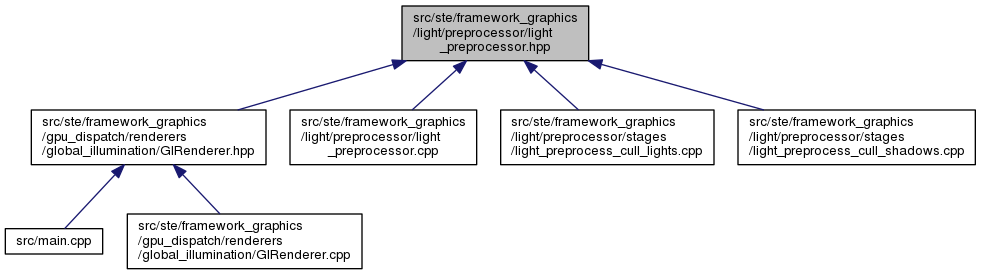 src/ste/framework_graphics
/light/preprocessor/light
_preprocessor.hpp
src/ste/framework_graphics
/gpu_dispatch/renderers
/global_illumination/GIRenderer.hpp
src/ste/framework_graphics
/light/preprocessor/light
_preprocessor.cpp
src/ste/framework_graphics
/light/preprocessor/stages
/light_preprocess_cull_lights.cpp
src/ste/framework_graphics
/light/preprocessor/stages
/light_preprocess_cull_shadows.cpp
src/main.cpp
src/ste/framework_graphics
/gpu_dispatch/renderers
/global_illumination/GIRenderer.cpp